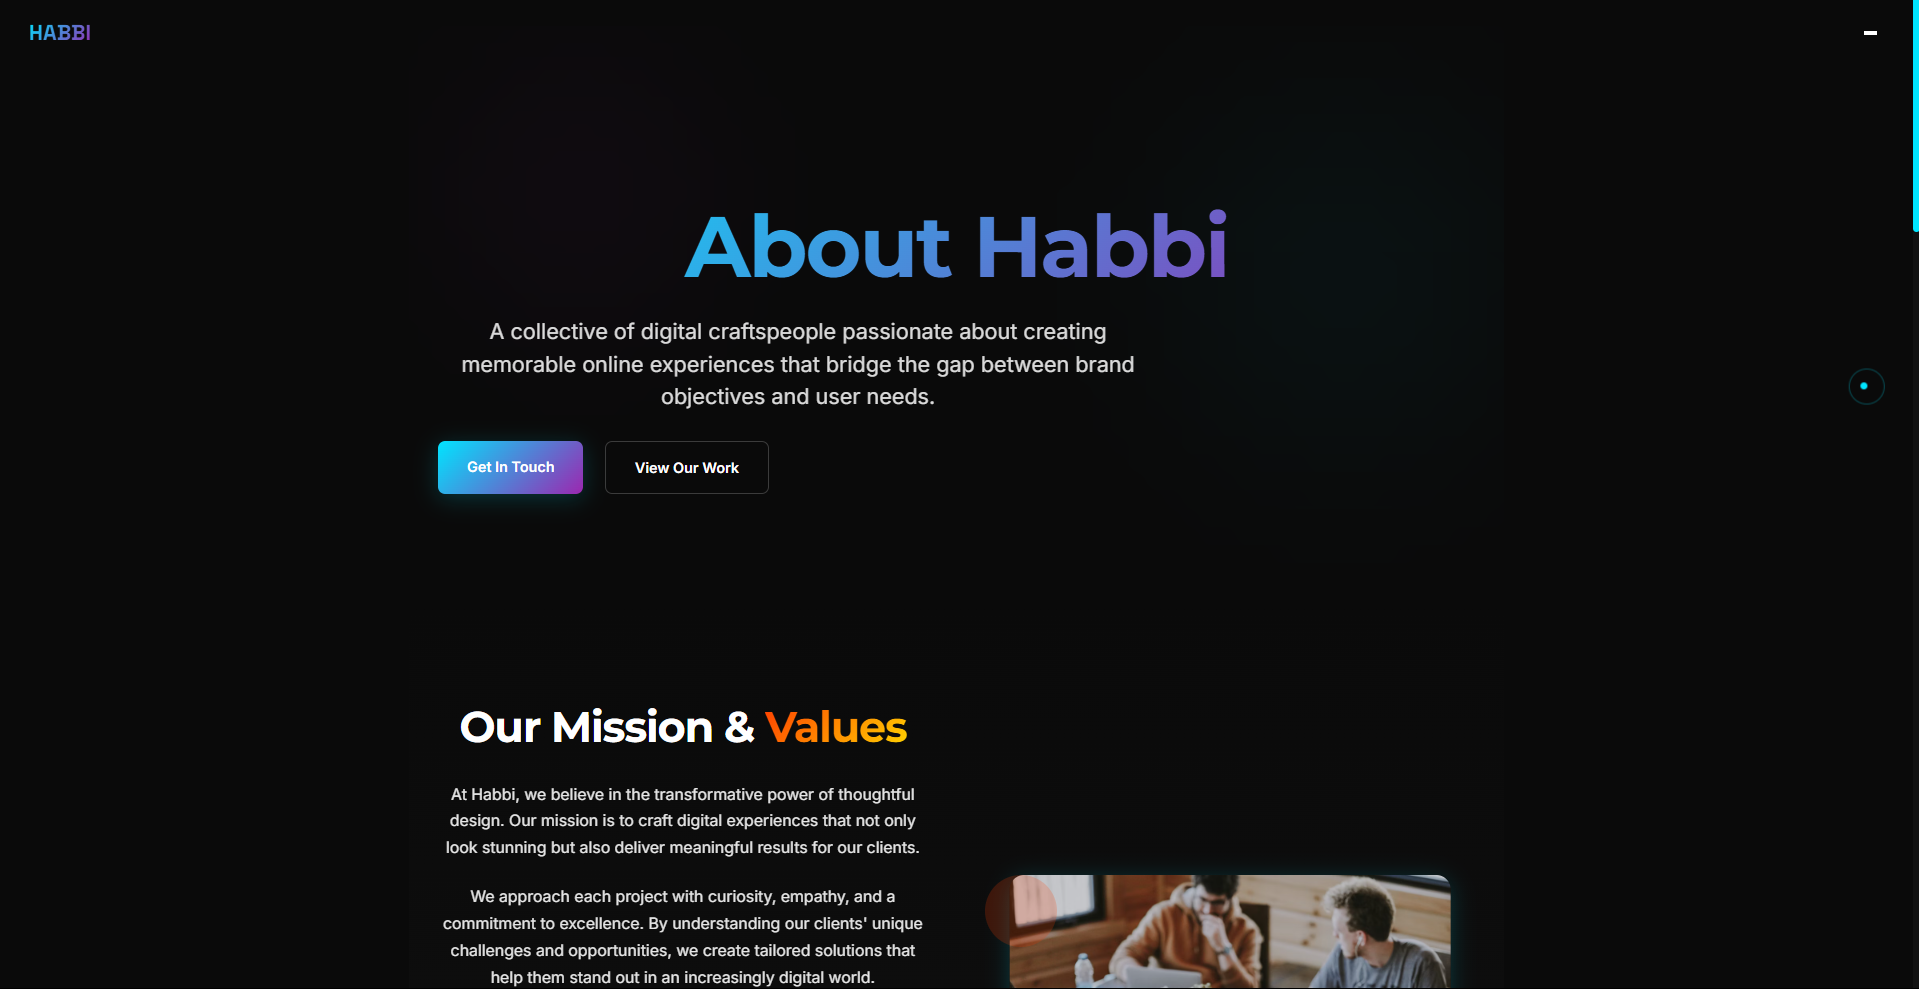 HABBI
About Habbi
A collective of digital craftspeople passionate about creating
memorable online experiences that bridge the gap between brand
objectives and user needs.
Get In Touch
View Our Work
Our Mission & Values
At Habbi, we believe in the transformative power of thoughtful
design. Our mission is to craft digital experiences that not only
look stunning but also deliver meaningful results for our clients.
We approach each project with curiosity, empathy, and a
commitment to excellence. By understanding our clients' unique
challenges and opportunities, we create tailored solutions that
help them stand out in an increasingly digital world.